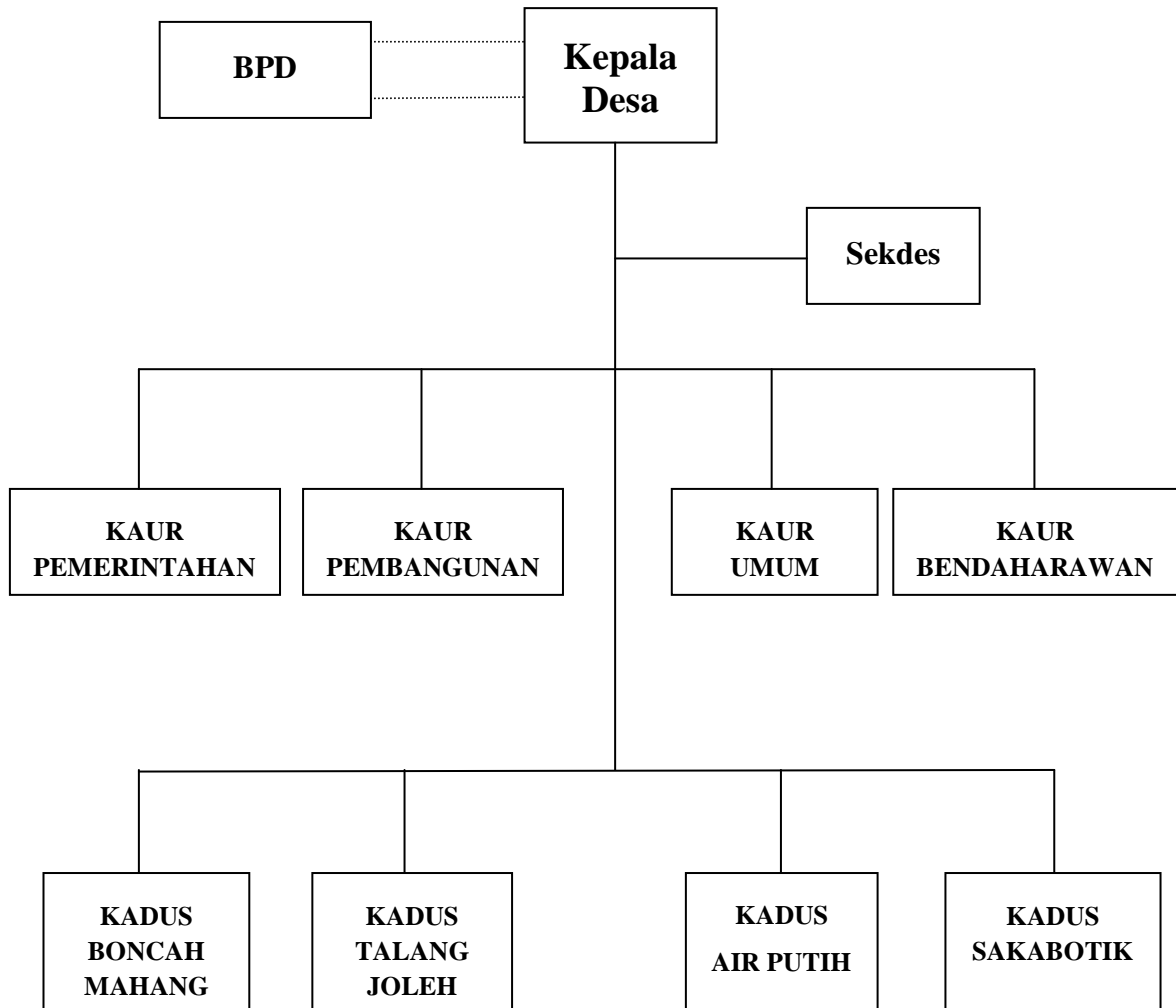 BPD
Kepala
Desa
Sekdes
KAUR
PEMERINTAHAN
KAUR
PEMBANGUNAN
KAUR
UMUM
KAUR
BENDAHARAWAN
KADUS
BONCAH
MAHANG
KADUS
TALANG
JOLEH
KADUS
AIR PUTIH
KADUS
SAKABOTIK